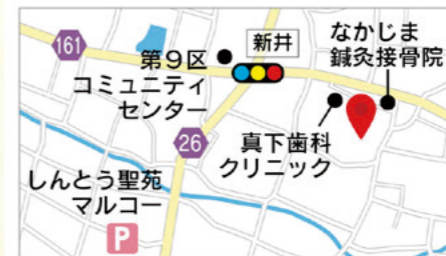 161
第9区
コミュニティ
センター
新井
なかじま
鍼灸接骨院
真下歯科
クリニック
26
しんとう聖苑
マルコー
P